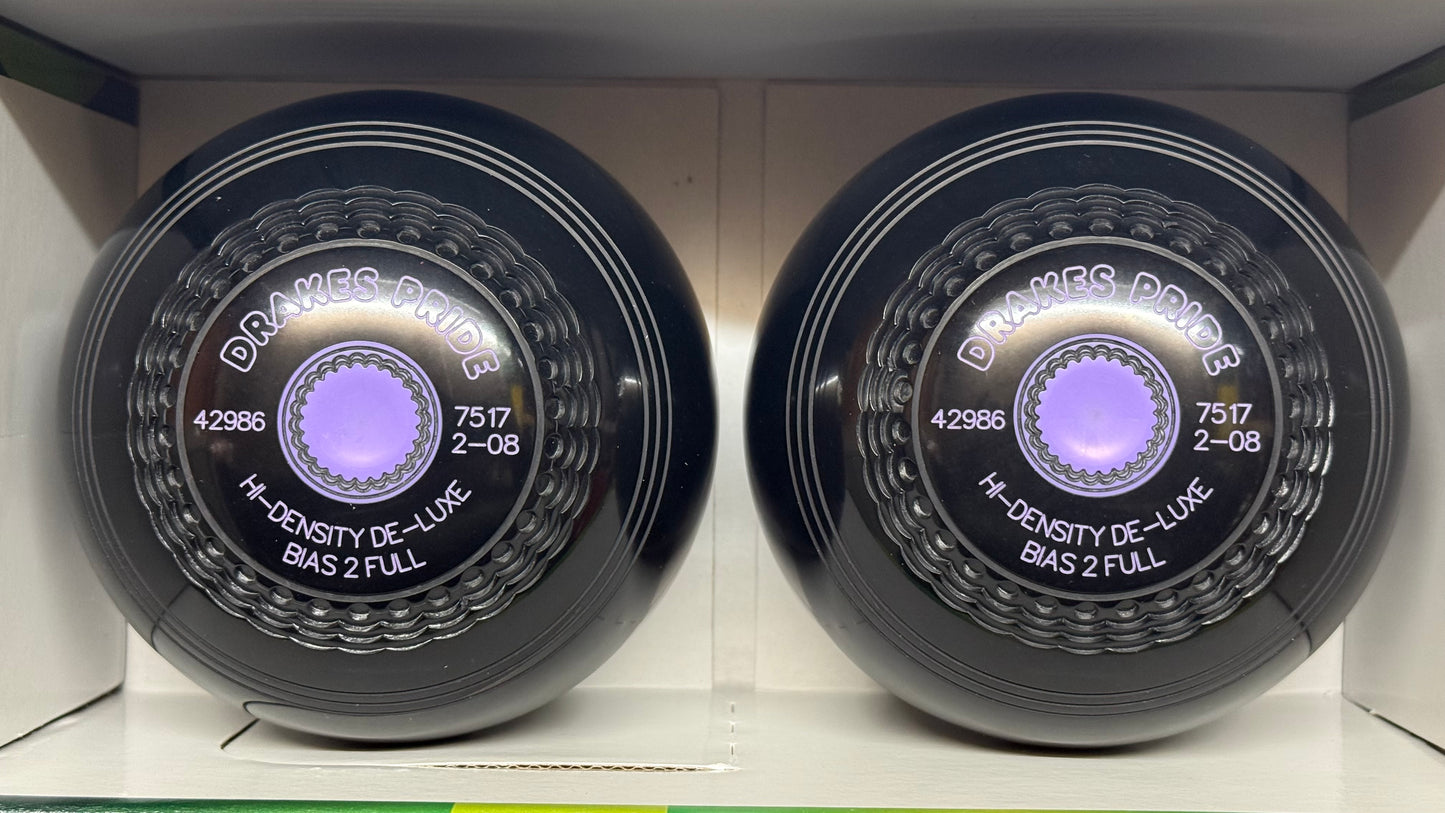 DRAKES PRIDE
42986
7517
2-08
HI-DENSITY DE-LUXE
BIAS 2 FULL
DRAKES PRIDE
42986
7517
2-08
HI-DENSITY DE-LUXE
BIAS 2 FULL